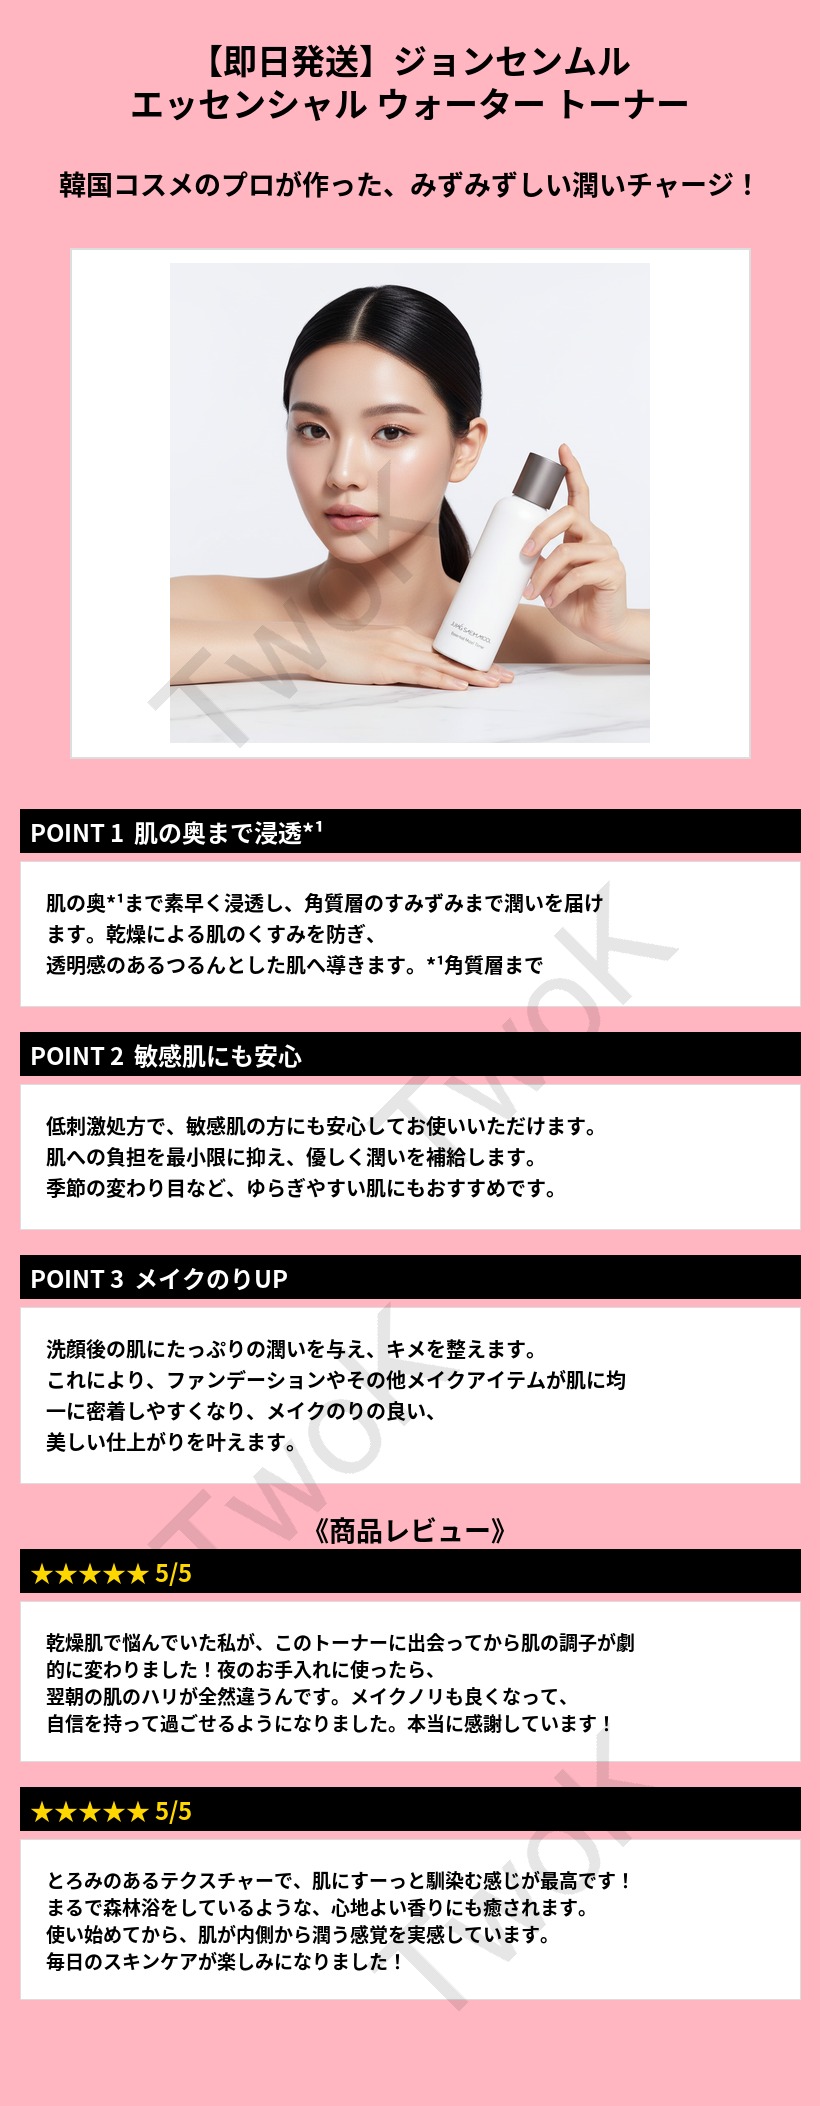 【即日発送】ジョンセンムル
エッセンシャル ウォーター トーナー
韓国コスメのプロが作った、みずみずしい潤いチャージ！
TwoK
POINT 1 肌の奥まで浸透*¹
肌の奥*¹まで素早く浸透し、角質層のすみずみまで潤いを届け
ます。乾燥による肌のくすみを防ぎ、
透明感のあるつるんとした肌へ導きます。*¹角質層まで
TwoK
POINT 2 敏感肌にも安心
低刺激処方で、敏感肌の方にも安心してお使いいただけます。
肌への負担を最小限に抑え、優しく潤いを補給します。
季節の変わり目など、ゆらぎやすい肌にもおすすめです。
POINT 3 メイクのりUP
洗顔後の肌にたっぷりの潤いを与え、キメを整えます。
これにより、ファンデーションやその他メイクアイテムが肌に均
一に密着しやすくなり、メイクのりの良い、
美しい仕上がりを叶えます。
TwoK
《商品レビュー》
★★★★★ 5/5
乾燥肌で悩んでいた私が、このトーナーに出会ってから肌の調子が劇
的に変わりました！夜のお手入れに使ったら、
翌朝の肌のハリが全然違うんです。メイクノリも良くなって、
自信を持って過ごせるようになりました。本当に感謝しています！
★★★★★ 5/5
とろみのあるテクスチャーで、肌にすーっと馴染む感じが最高です！
まるで森林浴をしているような、心地よい香りにも癒されます。
使い始めてから、肌が内側から潤う感覚を実感しています。
毎日のスキンケアが楽しみになりました！
TwoK